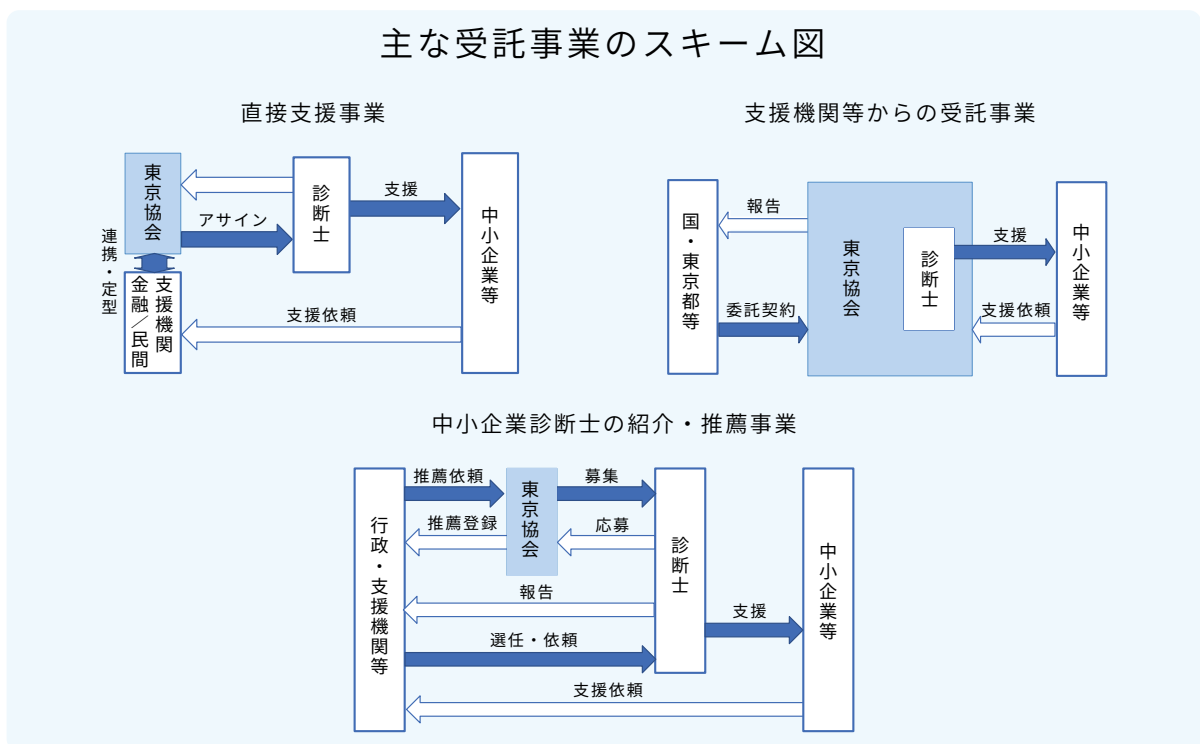 主な受託事業のスキーム図
直接支援事業
東京協会
アサイン
診断士
支援
中小企業等
連携・定型
支援機関
金融／民間
支援依頼
支援機関等からの受託事業
国・東京都等
報告
委託契約
東京協会
診断士
支援
支援依頼
中小企業等
中小企業診断士の紹介・推薦事業
行政・支援機関等
推薦依頼
推薦登録
東京協会
募集
応募
報告
選任・依頼
診断士
支援
支援依頼
中小企業等